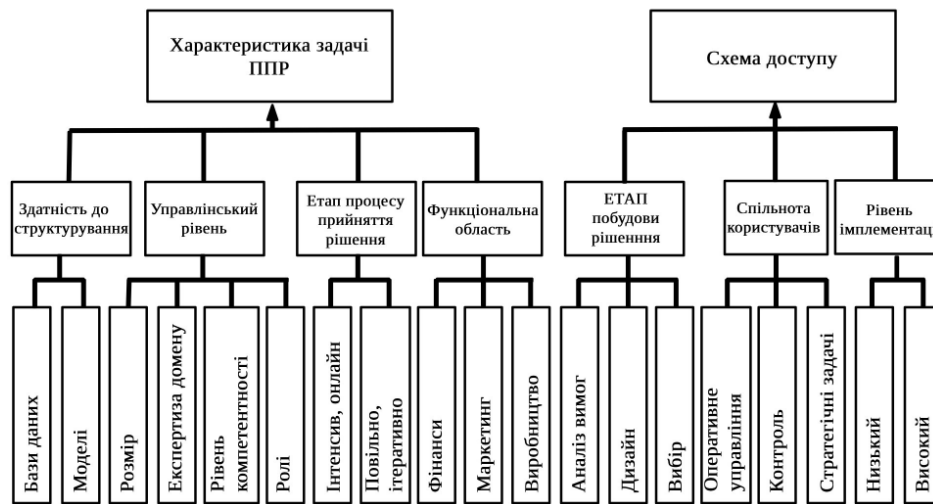 Характеристика задачі
ППР
Схема доступу
Здатність до
структурування
Управлінський
рівень
Етап процесу
прийняття
рішення
Функціональна
область
ЕТАП
побудови
рішенння
Спільнота
користувачів
Рівень
імплементац
Бази даних
Моделі
Розмір
Експертиза домену
Рівень
компетентності
Ролі
Інтенсив, онлайн
Повільно,
ітеративно
Фінанси
Маркетинг
Виробництво
Аналіз вимог
Дизайн
Вибір
Оперативне
управління
Контроль
Стратегічні задачі
Низький
Високий